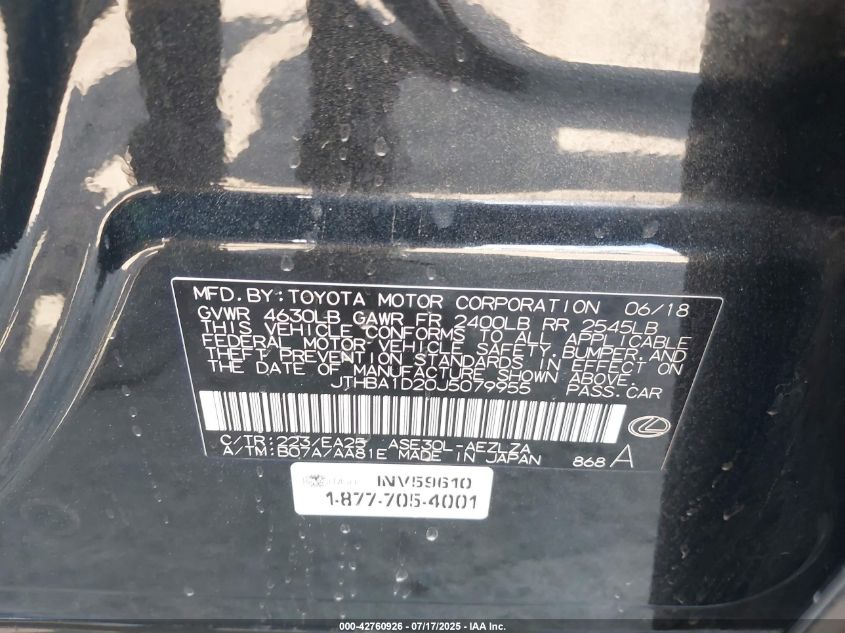 MFD. BY: TOYOTA MOTOR CORPORATION 06/18
GVWR 4630LB GAWR FR 2400LB RR 2545LB
THIS VEHICLE CONFORMS TO ALL APPLICABLE
FEDERAL MOTOR VEHICLE SAFETY, BUMPER, AND
THEFT PREVENTION STANDARDS IN EFFECT ON
THE DATE OF MANUFACTURE SHOWN ABOVE.
JTHBA1D20J5079955 PASS. CAR
C/TR: 223/EA25 ASE30L-AEZLZA
A/TM: B07A/AA81E MADE IN JAPAN 868 A
INV59610
1-877-705-4001
000-42760926 - 07/17/2025 - IAA Inc.